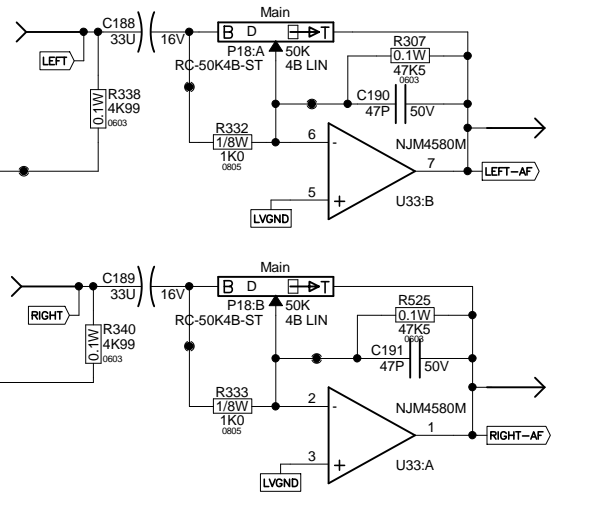 Main
C188
33U
16V
B D T
P18:A 50K
RC-50K4B-ST 4B LIN
LEFT
R338
0.1W
4K99
0603
R307
0.1W
47K5
0603
C190
47P
50V
R332
1/8W
1K0
0805
6
-
NJM4580M
7
LEFT-AF
5
+
LVGND
U33:B
Main
C189
33U
16V
B D T
P18:B 50K
RC-50K4B-ST 4B LIN
RIGHT
R340
0.1W
4K99
0603
R525
0.1W
47K5
0603
C191
47P
50V
R333
1/8W
1K0
0805
2
-
NJM4580M
1
RIGHT-AF
3
+
LVGND
U33:A